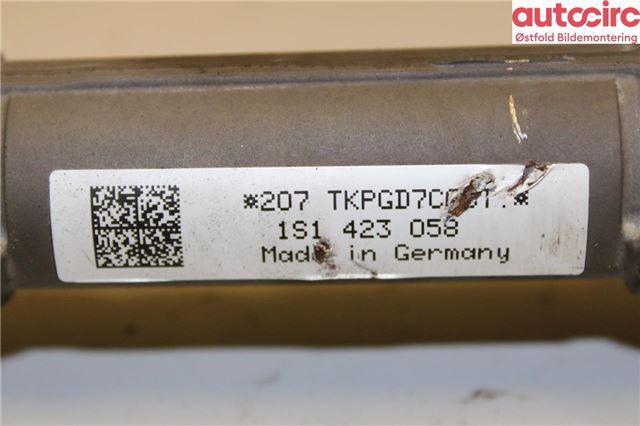 autocirc
Østfold Bildemontering
*207
1S1 423 058
Made in Germany